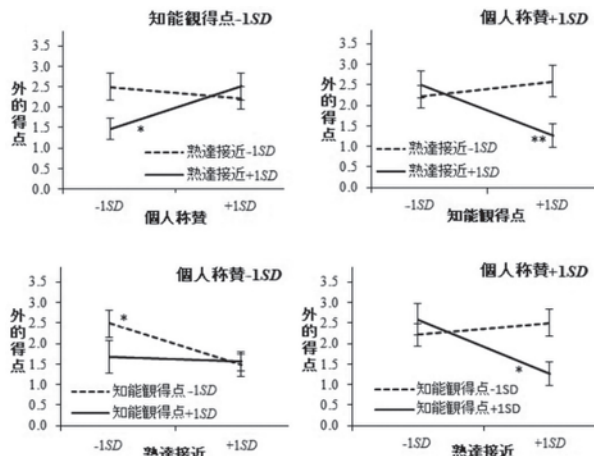 知能観得点-1SD
外的得点
3.5
3.0
2.5
2.0
1.5
1.0
0.5
0.0
*
熟達接近-1SD
熟達接近+1SD
-1SD
+1SD
個人称賛
個人称賛+1SD
外的得点
3.5
3.0
2.5
2.0
1.5
1.0
0.5
0.0
**
熟達接近-1SD
熟達接近+1SD
-1SD
+1SD
知能観得点
個人称賛-1SD
外的得点
3.5
3.0
2.5
2.0
1.5
1.0
0.5
0.0
*
知能観得点-1SD
知能観得点+1SD
-1SD
+1SD
熟達接近
個人称賛+1SD
外的得点
3.5
3.0
2.5
2.0
1.5
1.0
0.5
0.0
*
知能観得点-1SD
知能観得点+1SD
-1SD
+1SD
熟達接近